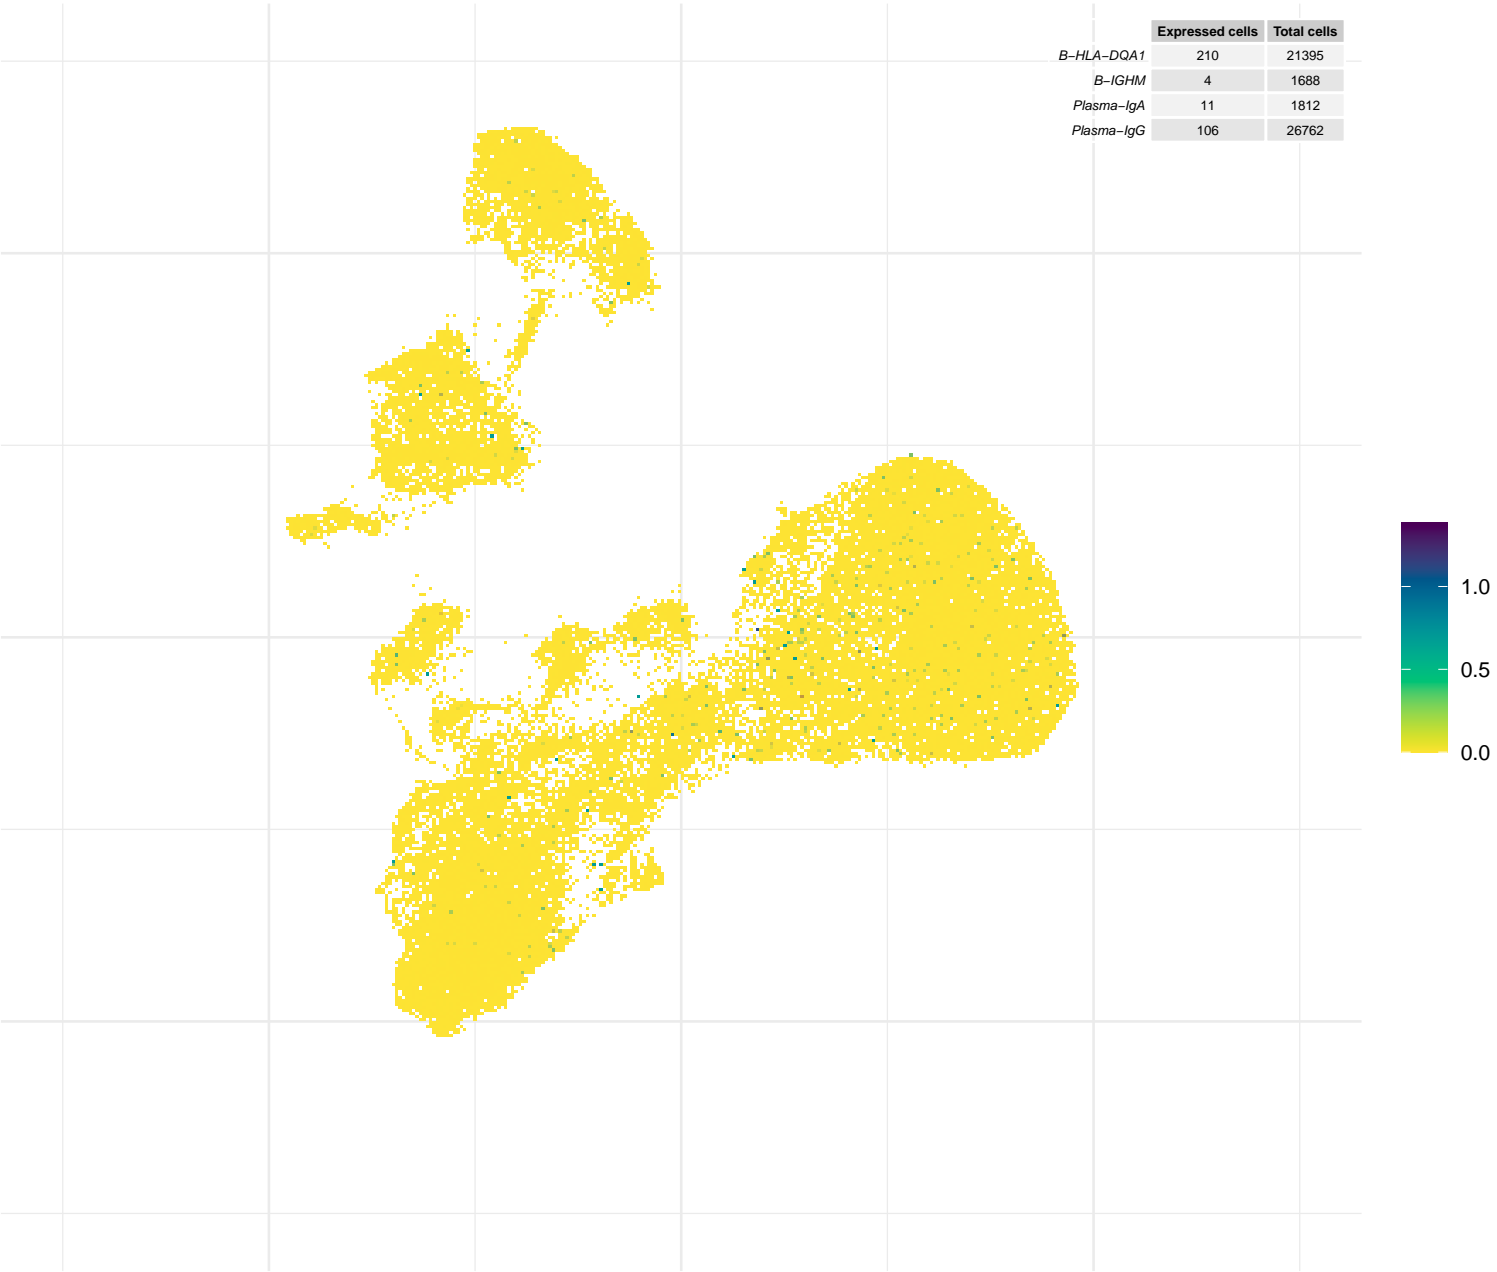 Expressed cells Total cells
B−HLA−DQA1 210 21395
B−IGHM 4 1688
Plasma−IgA 11 1812
Plasma−IgG 106 26762
1.0
0.5
0.0